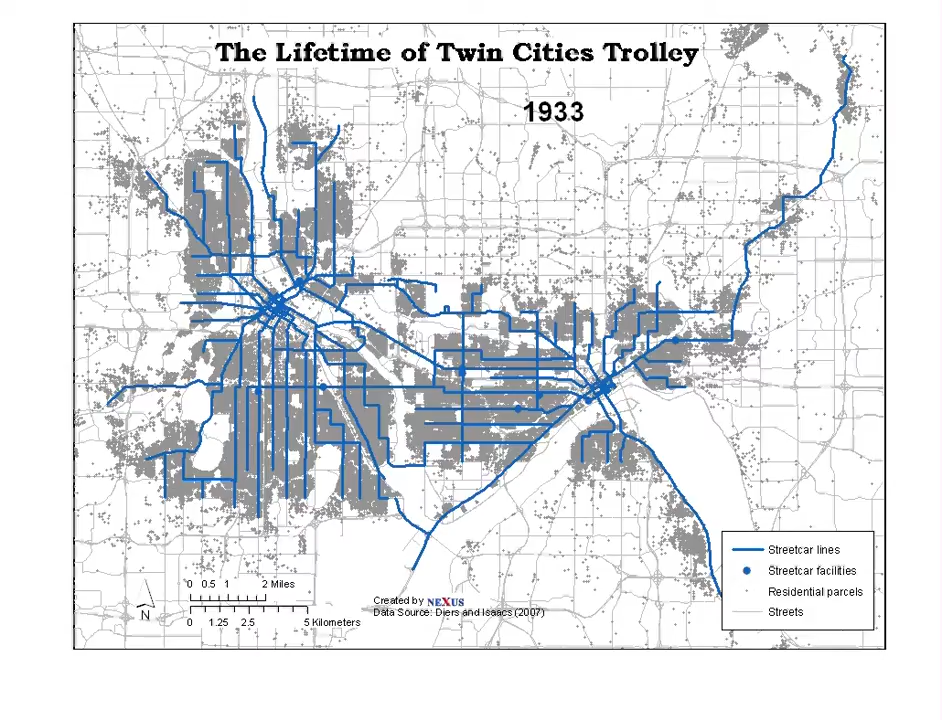 The Lifetime of Twin Cities Trolley
1933
Streetcar lines
Streetcar facilities
Residential parcels
Streets
0 0.5 1 2 Miles
0 1.25 2.5 5 Kilometers
N
Created by NEXUS
Data Source: Diers and Isaacs (2007)